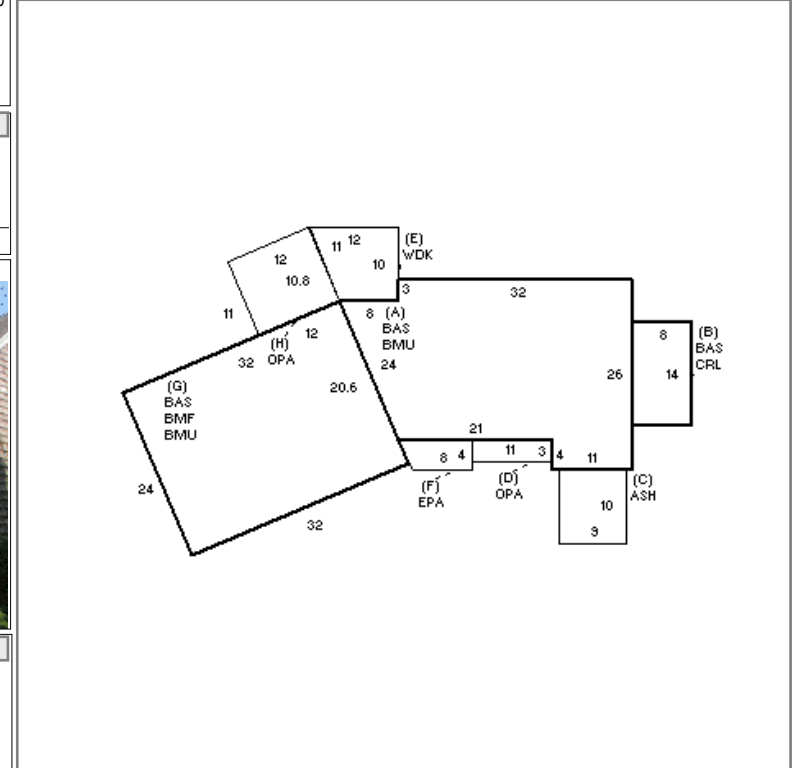 (E)
WDK
11
12
12
10
10.8
3
32
11
8
(A)
BAS
BMU
12
(H)
OPA
(B)
BAS
CRL
8
14
32
24
26
20.6
(G)
BAS
BMF
BMU
21
8
4
11
3
4
11
(F)
EPA
(D)
OPA
(C)
ASH
24
10
9
32